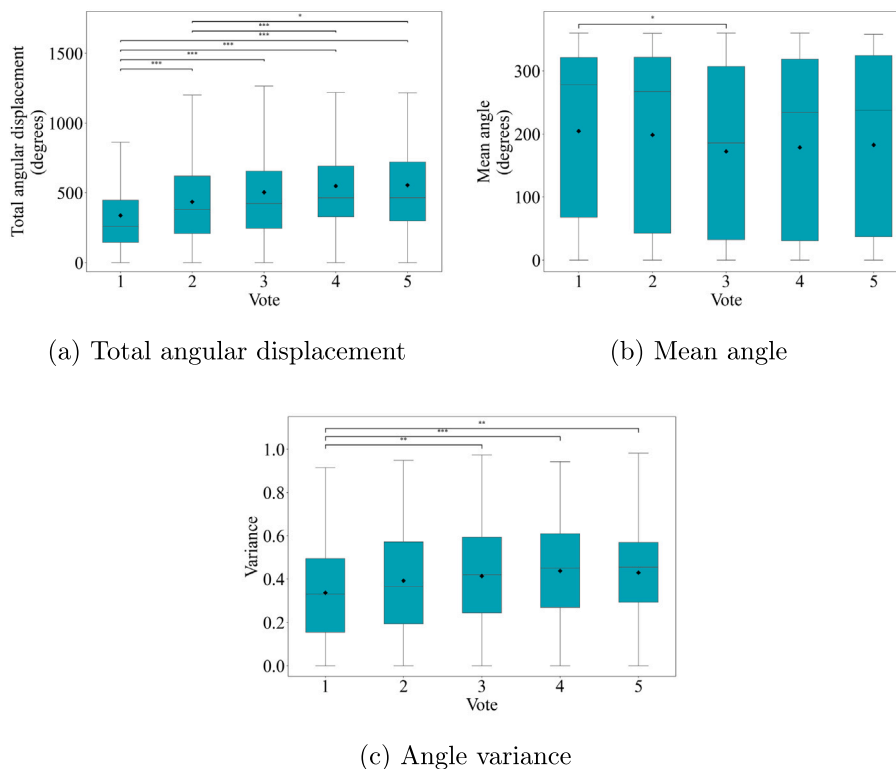 *
***
***
***
***
***
1500
1000
500
0
Total angular displacement
(degrees)
1 2 3 4 5
Vote
(a) Total angular displacement
*
300
200
100
0
Mean angle
(degrees)
1 2 3 4 5
Vote
(b) Mean angle
**
***
**
1.0
0.8
0.6
0.4
0.2
0.0
Variance
1 2 3 4 5
Vote
(c) Angle variance